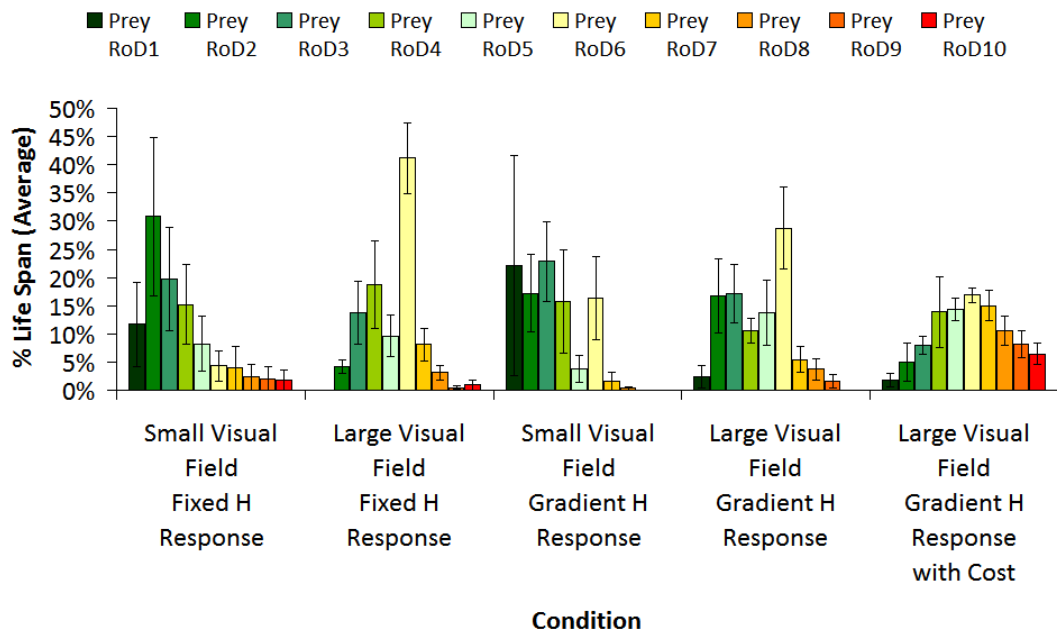 Prey Prey Prey Prey Prey Prey Prey Prey Prey Prey
RoD1 RoD2 RoD3 RoD4 RoD5 RoD6 RoD7 RoD8 RoD9 RoD10
% Life Span (Average)
50%
45%
40%
35%
30%
25%
20%
15%
10%
5%
0%
Small Visual
Field
Fixed H
Response
Large Visual
Field
Fixed H
Response
Small Visual
Field
Gradient H
Response
Large Visual
Field
Gradient H
Response
Large Visual
Field
Gradient H
Response
with Cost
Condition